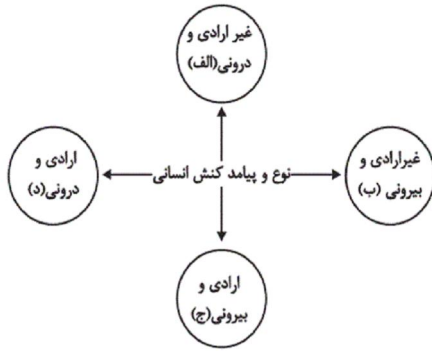 غیر ارادی و
درونی(الف)
غیرارادی و
بیرونی (ب)
نوع و پیامد کنش انسانی
ارادی و
درونی(د)
ارادی و
بیرونی(ج)